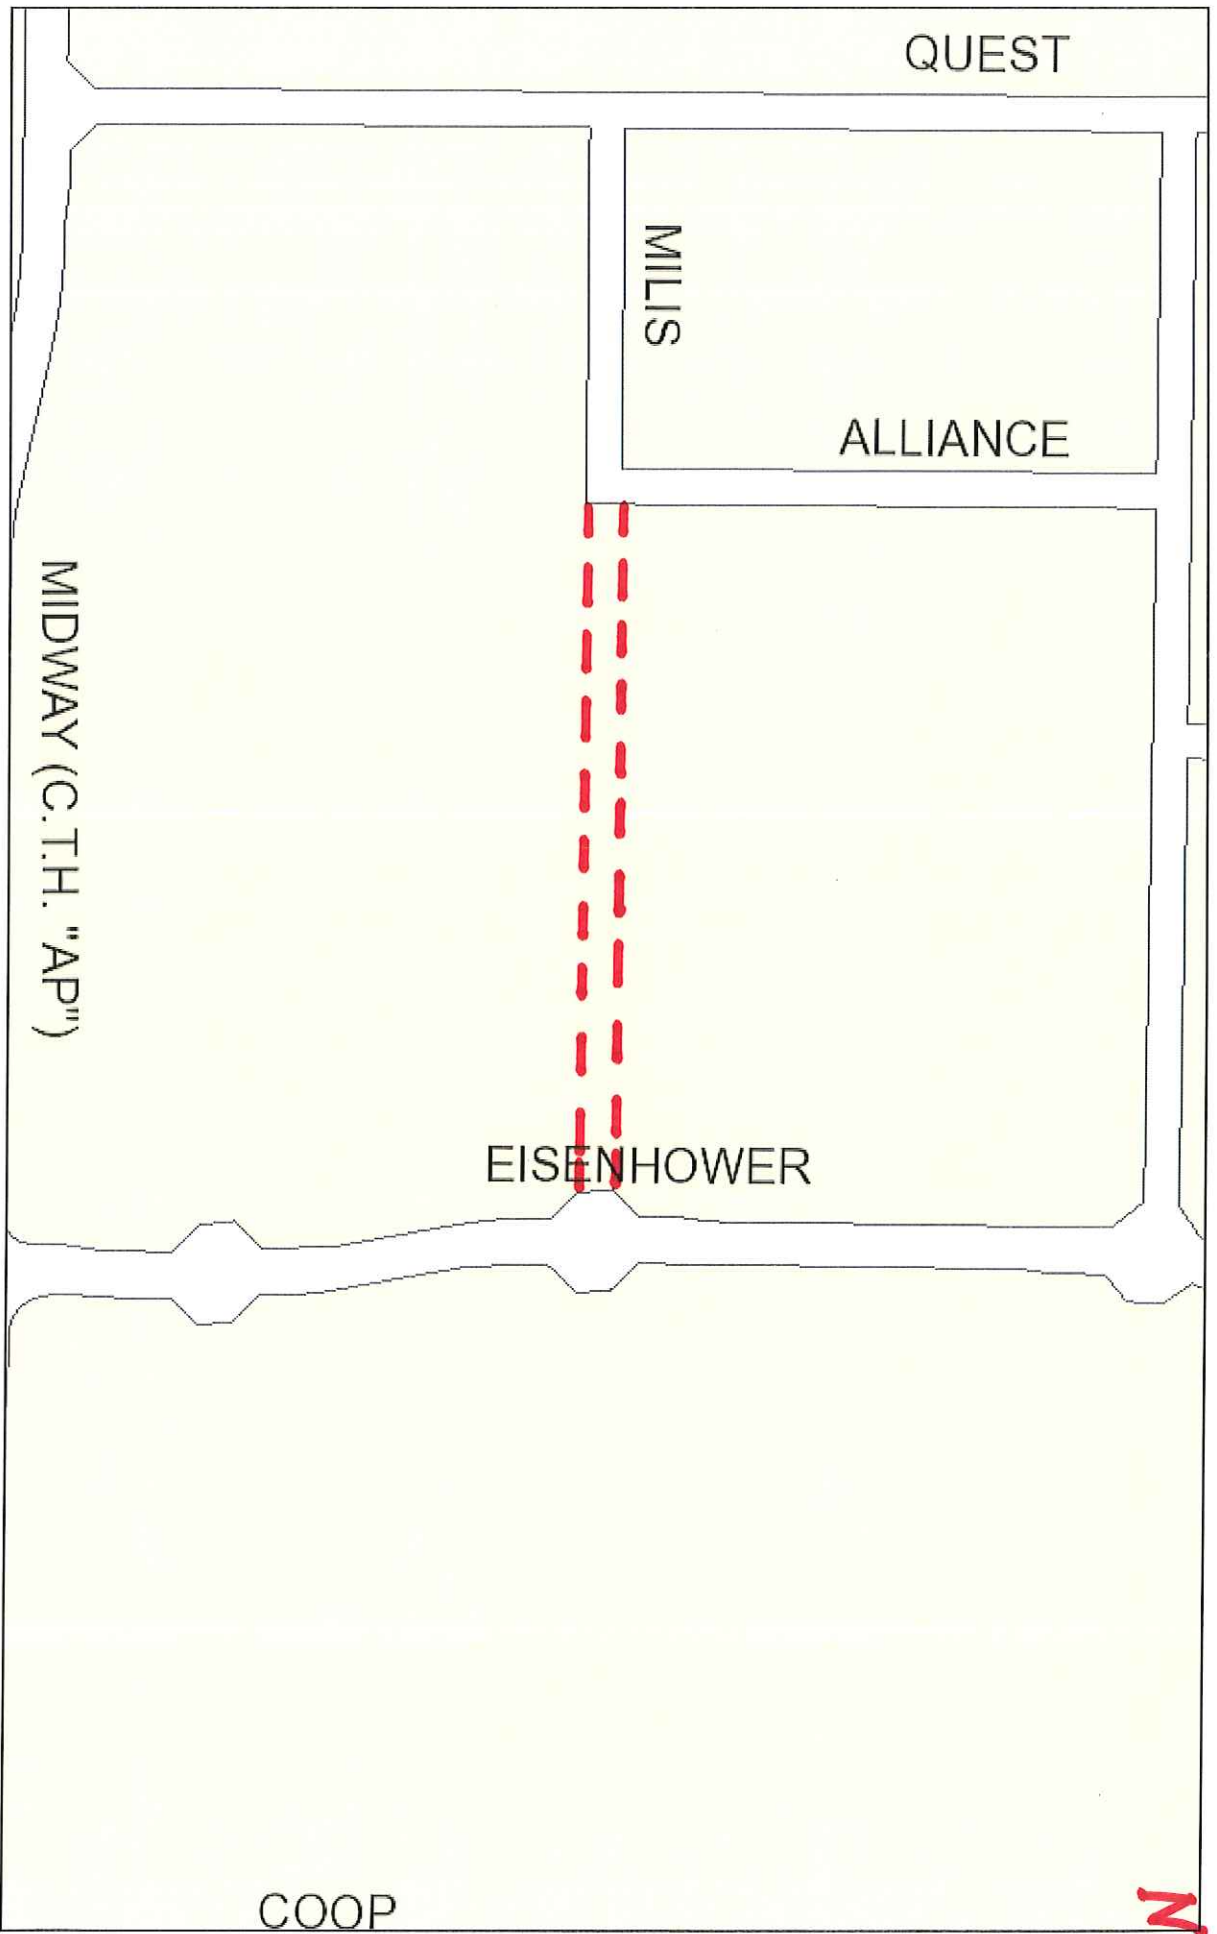 QUEST
MILIS
ALLIANCE
MIDWAY (C.T.H. "AP")
EISENHOWER
COOP
N